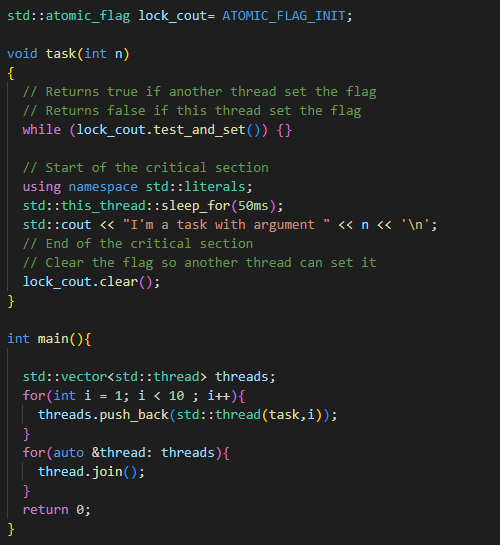 std::atomic_flag lock_cout= ATOMIC_FLAG_INIT;
void task(int n)
{
// Returns true if another thread set the flag
// Returns false if this thread set the flag
while (lock_cout.test_and_set()) {}
// Start of the critical section
using namespace std::literals;
std::this_thread::sleep_for(50ms);
std::cout << "I'm a task with argument " << n << '\n';
// End of the critical section
// Clear the flag so another thread can set it
lock_cout.clear();
}
int main(){
std::vector<std::thread> threads;
for(int i = 1; i < 10 ; i++){
threads.push_back(std::thread(task,i));
}
for(auto &thread: threads){
thread.join();
}
return 0;
}